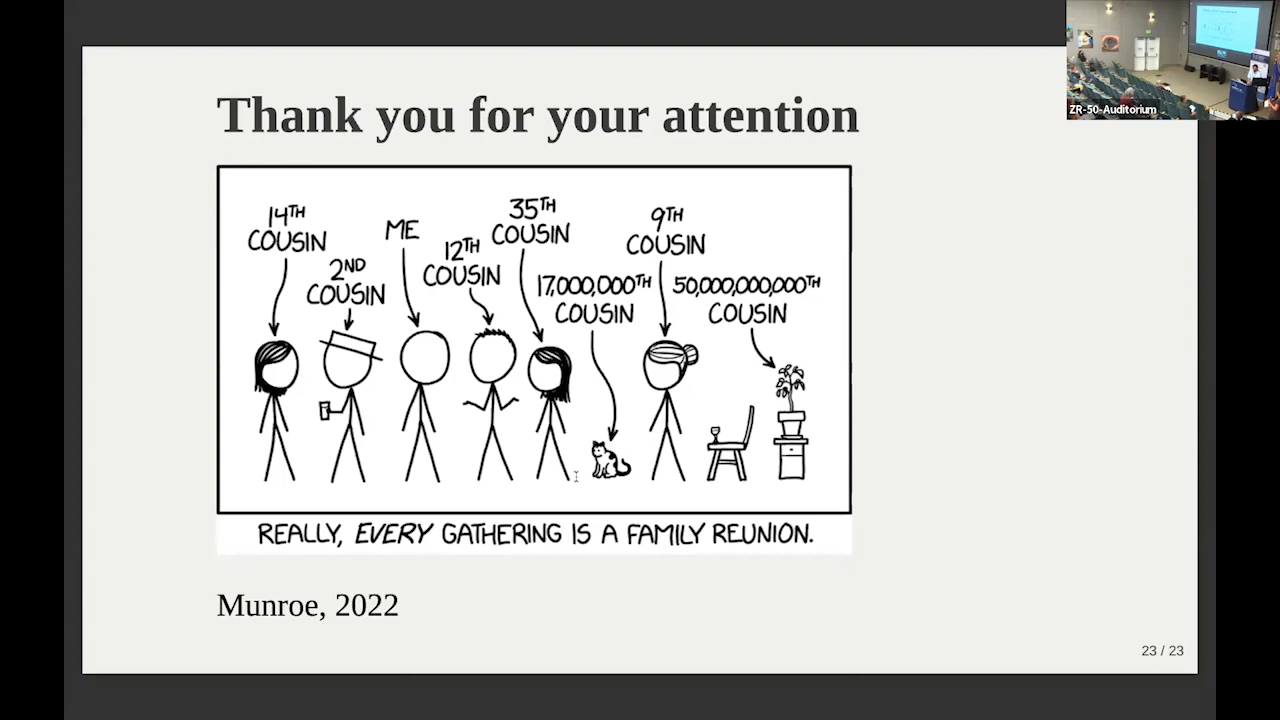 Thank you for your attention
14TH
COUSIN
2ND
COUSIN
ME
12TH
COUSIN
35TH
COUSIN
17,000,000TH
COUSIN
9TH
COUSIN
50,000,000,000TH
COUSIN
REALLY, EVERY GATHERING IS A FAMILY REUNION.
Munroe, 2022
23 / 23
ZR-50-Auditorium